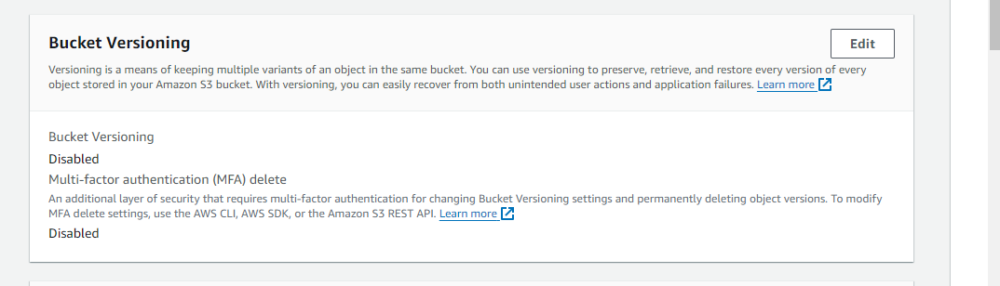 Bucket Versioning
Edit
Versioning is a means of keeping multiple variants of an object in the same bucket. You can use versioning to preserve, retrieve, and restore every version of every
object stored in your Amazon S3 bucket. With versioning, you can easily recover from both unintended user actions and application failures. Learn more
Bucket Versioning
Disabled
Multi-factor authentication (MFA) delete
An additional layer of security that requires multi-factor authentication for changing Bucket Versioning settings and permanently deleting object versions. To modify
MFA delete settings, use the AWS CLI, AWS SDK, or the Amazon S3 REST API. Learn more
Disabled